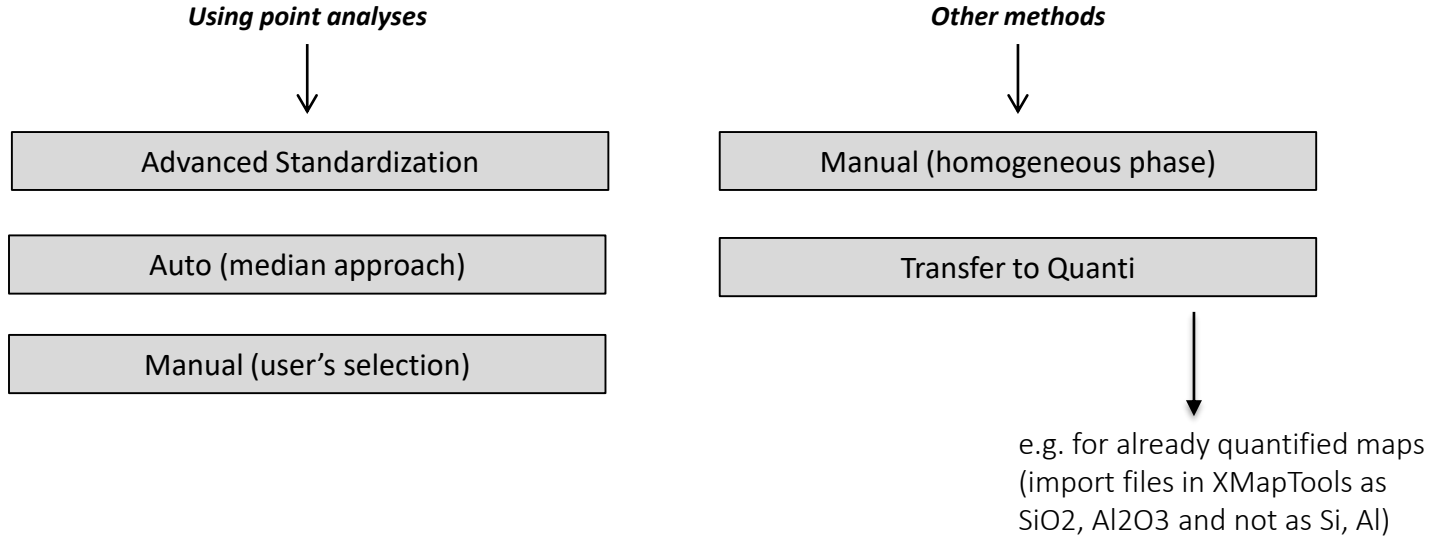 Using point analyses
Advanced Standardization
Auto (median approach)
Manual (user’s selection)
Other methods
Manual (homogeneous phase)
Transfer to Quanti
e.g. for already quantified maps
(import files in XMapTools as
SiO2, Al2O3 and not as Si, Al)